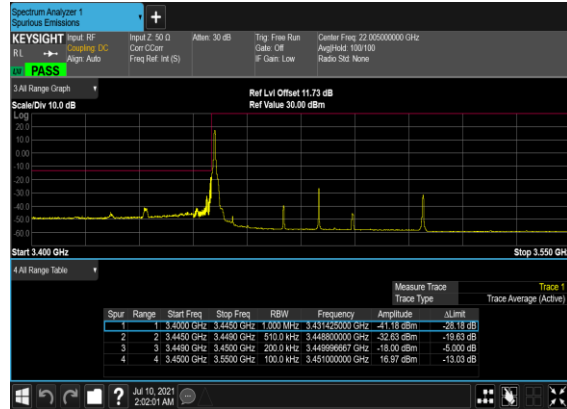 Spectrum Analyzer 1
Spurious Emissions
+
KEYSIGHT Input: RF Input Z: 50 Ω Atten: 30 dB Trig: Free Run Center Freq: 22.005000000 GHz
RL Coupling: DC Corr CCorr Gate: Off Avg|Hold: 100/100
Align: Auto Freq Ref: Int (S) IF Gain: Low Radio Std: None
PASS
3 All Range Graph
Ref Lvl Offset 11.73 dB
Scale/Div 10.0 dB Ref Value 30.00 dBm
Log
20.0
10.0
0.00
-10.0
-20.0
-30.0
-40.0
-50.0
-60.0
Start 3.400 GHz Stop 3.550 GH
4 All Range Table
Measure Trace Trace 1
Trace Type Trace Average (Active)
Spur Range Start Freq Stop Freq RBW Frequency Amplitude ΔLimit
1 1 3.4000 GHz 3.4450 GHz 1.000 MHz 3.431425000 GHz -41.18 dBm -28.18 dB
2 2 3.4450 GHz 3.4490 GHz 510.0 kHz 3.448800000 GHz -32.63 dBm -19.63 dB
3 3 3.4490 GHz 3.4500 GHz 200.0 kHz 3.449996667 GHz -18.00 dBm -5.000 dB
4 4 3.4500 GHz 3.5500 GHz 100.0 kHz 3.451000000 GHz 16.97 dBm -13.03 dB
?
Jul 10, 2021
2:02:01 AM